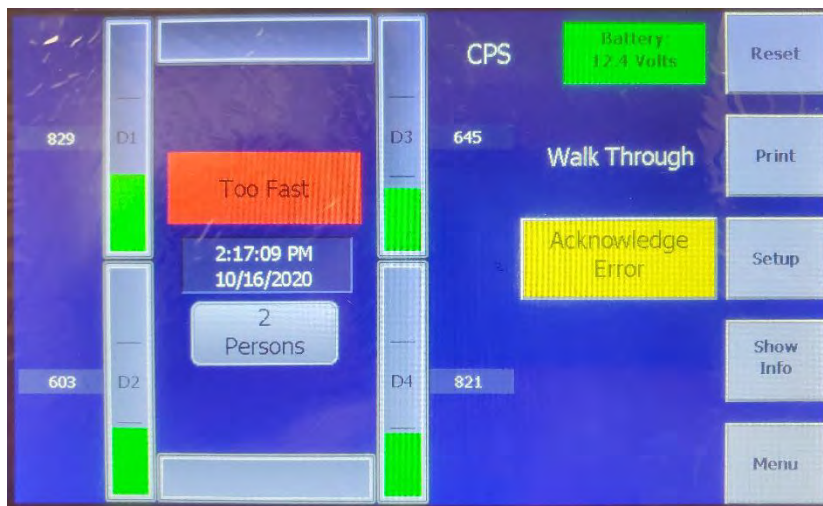 CPS
Battery:
12.4 Volts
Reset
829
D1
D3
645
Walk Through
Print
Too Fast
Acknowledge
Error
2:17:09 PM
10/16/2020
Setup
2
Persons
Show
Info
603
D2
D4
821
Menu